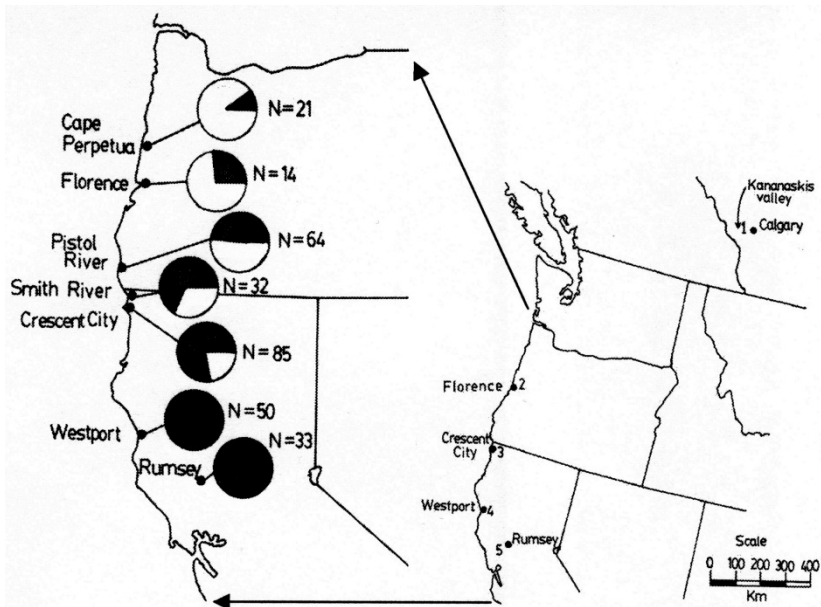 Cape
Perpetua
N=21
Florence
N=14
Pistol
River
N=64
Smith River
N=32
Crescent City
N=85
Westport
N=50
Rumsey
N=33
Kananaskis
valley
1
Calgary
Florence
2
Crescent
City
3
Westport
4
5
Rumsey
Scale
0 100 200 300 400
Km